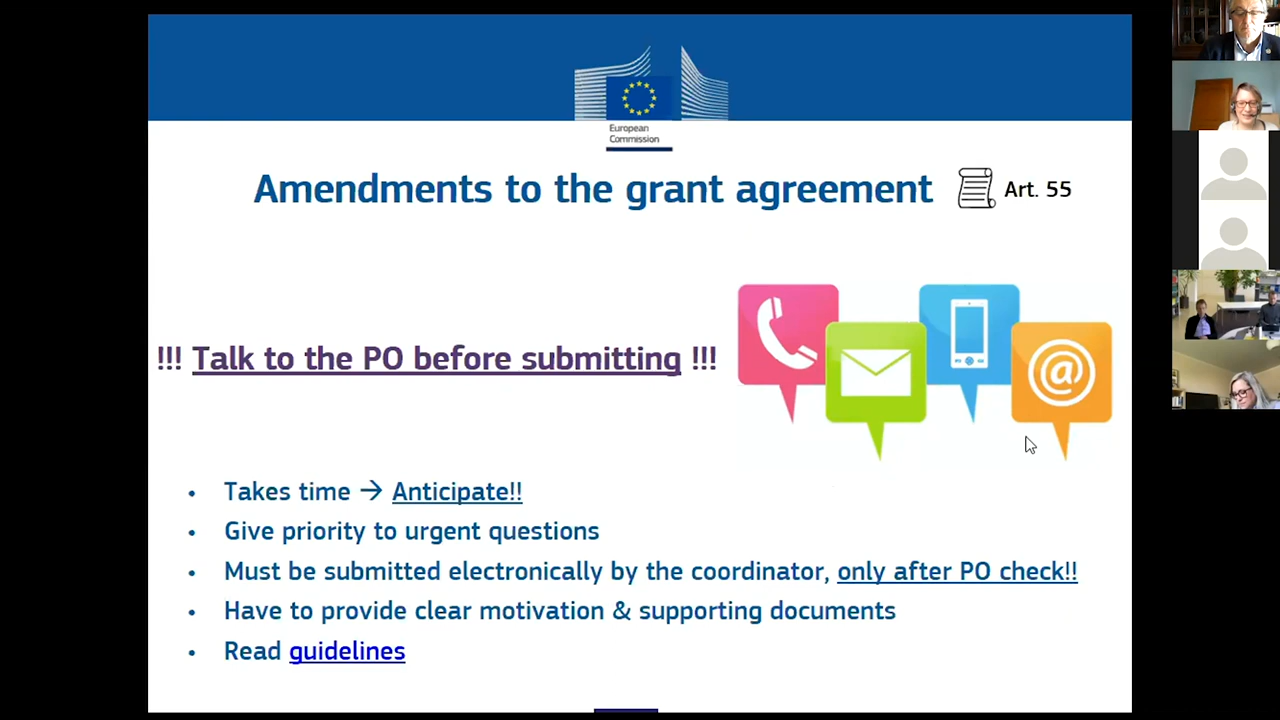 European
Commission
Amendments to the grant agreement
Art. 55
!!! Talk to the PO before submitting !!!
@
• Takes time → Anticipate!!
• Give priority to urgent questions
• Must be submitted electronically by the coordinator, only after PO check!!
• Have to provide clear motivation & supporting documents
• Read guidelines